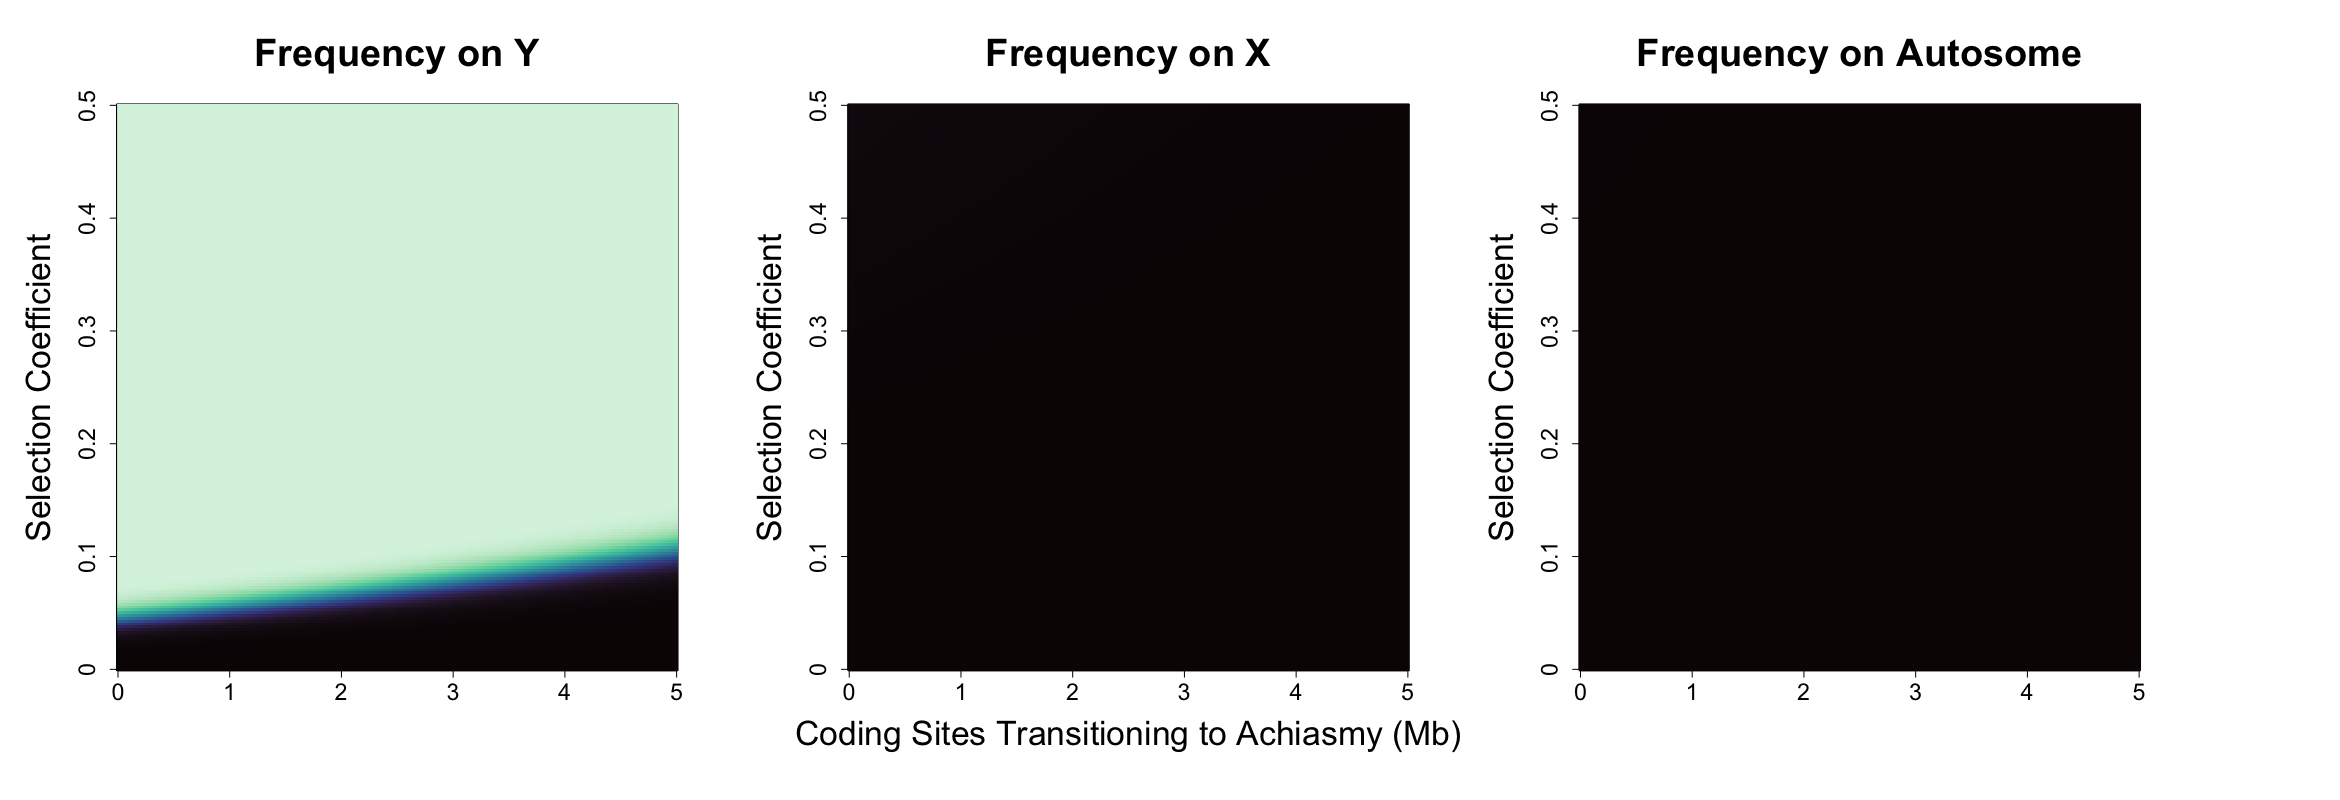 Frequency on Y
Frequency on X
Frequency on Autosome
Selection Coefficient
0.5
0.4
0.3
0.2
0.1
0
0 1 2 3 4 5
Selection Coefficient
0.5
0.4
0.3
0.2
0.1
0
0 1 2 3 4 5
Selection Coefficient
0.5
0.4
0.3
0.2
0.1
0
0 1 2 3 4 5
Coding Sites Transitioning to Achiasmy (Mb)